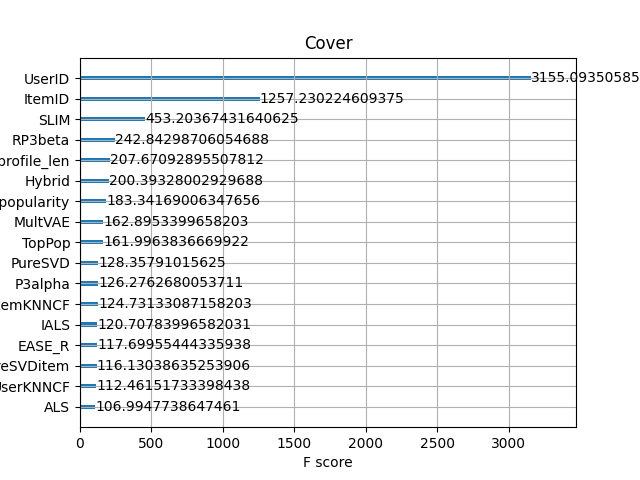 Cover
UserID 3155.09350585
ItemID 1257.230224609375
SLIM 453.20367431640625
RP3beta 242.84298706054688
profile_len 207.67092895507812
Hybrid 200.39328002929688
popularity 183.34169006347656
MultVAE 162.8953399658203
TopPop 161.9963836669922
PureSVD 128.35791015625
P3alpha 126.2762680053711
emKNNCF 124.73133087158203
IALS 120.70783996582031
EASE_R 117.69955444335938
eSVDitem 116.13038635253906
UserKNNCF 112.46151733398438
ALS 106.9947738647461
0 500 1000 1500 2000 2500 3000
F score